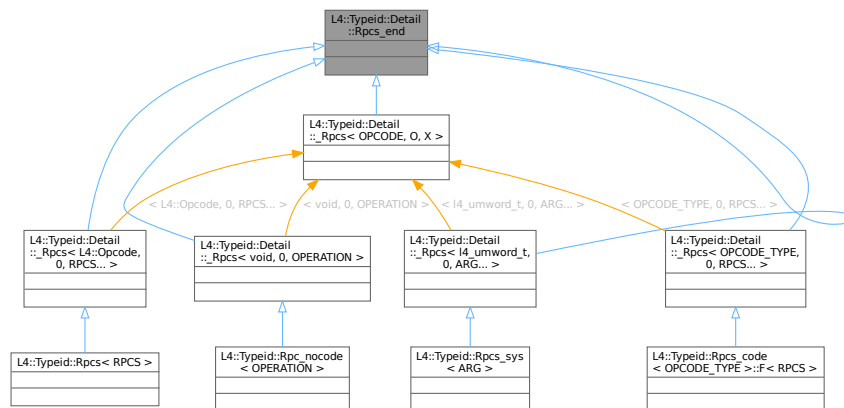 L4::Typeid::Detail
::Rpcs_end
L4::Typeid::Detail
::_Rpcs< OPCODE, O, X >
< L4::Opcode, 0, RPCS... >
< void, 0, OPERATION >
< l4_umword_t, 0, ARG... >
< OPCODE_TYPE, 0, RPCS... >
L4::Typeid::Detail
::_Rpcs< L4::Opcode,
0, RPCS... >
L4::Typeid::Detail
::_Rpcs< void, 0, OPERATION >
L4::Typeid::Detail
::_Rpcs< l4_umword_t,
0, ARG... >
L4::Typeid::Detail
::_Rpcs< OPCODE_TYPE,
0, RPCS... >
L4::Typeid::Rpcs< RPCS >
L4::Typeid::Rpc_nocode
< OPERATION >
L4::Typeid::Rpcs_sys
< ARG >
L4::Typeid::Rpcs_code
< OPCODE_TYPE >::F< RPCS >